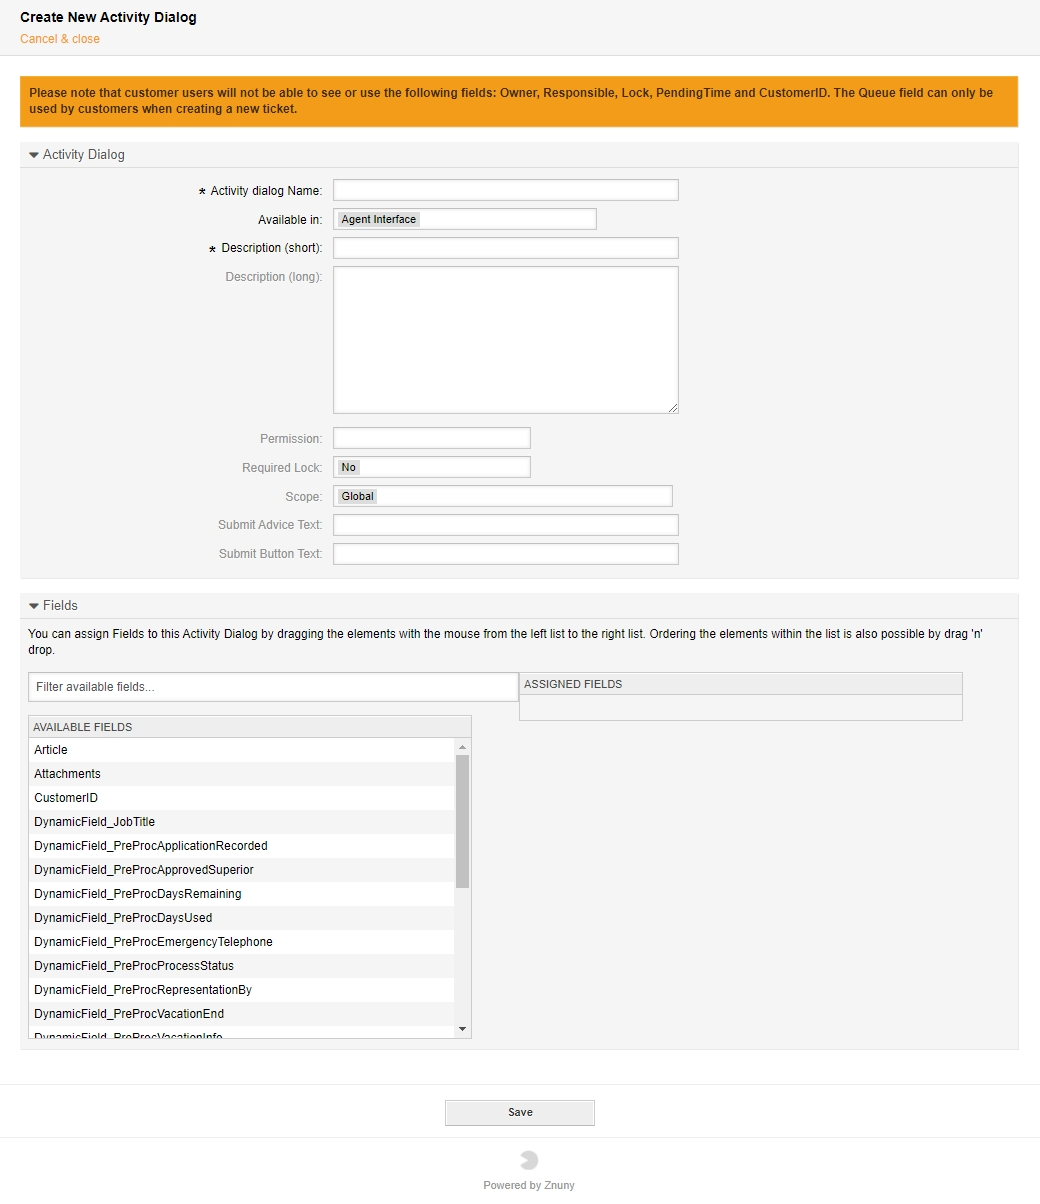 Create New Activity Dialog
Cancel & close
Please note that customer users will not be able to see or use the following fields: Owner, Responsible, Lock, PendingTime and CustomerID. The Queue field can only be
used by customers when creating a new ticket.
Activity Dialog
* Activity dialog Name:
Available in: Agent Interface
* Description (short):
Description (long):
Permission:
Required Lock: No
Scope: Global
Submit Advice Text:
Submit Button Text:
Fields
You can assign Fields to this Activity Dialog by dragging the elements with the mouse from the left list to the right list. Ordering the elements within the list is also possible by drag 'n'
drop.
Filter available fields...
ASSIGNED FIELDS
AVAILABLE FIELDS
Article
Attachments
CustomerID
DynamicField_JobTitle
DynamicField_PreProcApplicationRecorded
DynamicField_PreProcApprovedSuperior
DynamicField_PreProcDaysRemaining
DynamicField_PreProcDaysUsed
DynamicField_PreProcEmergencyTelephone
DynamicField_PreProcProcessStatus
DynamicField_PreProcRepresentationBy
DynamicField_PreProcVacationEnd
DynamicField_PreProcVacationInfo
Save
Powered by Znuny